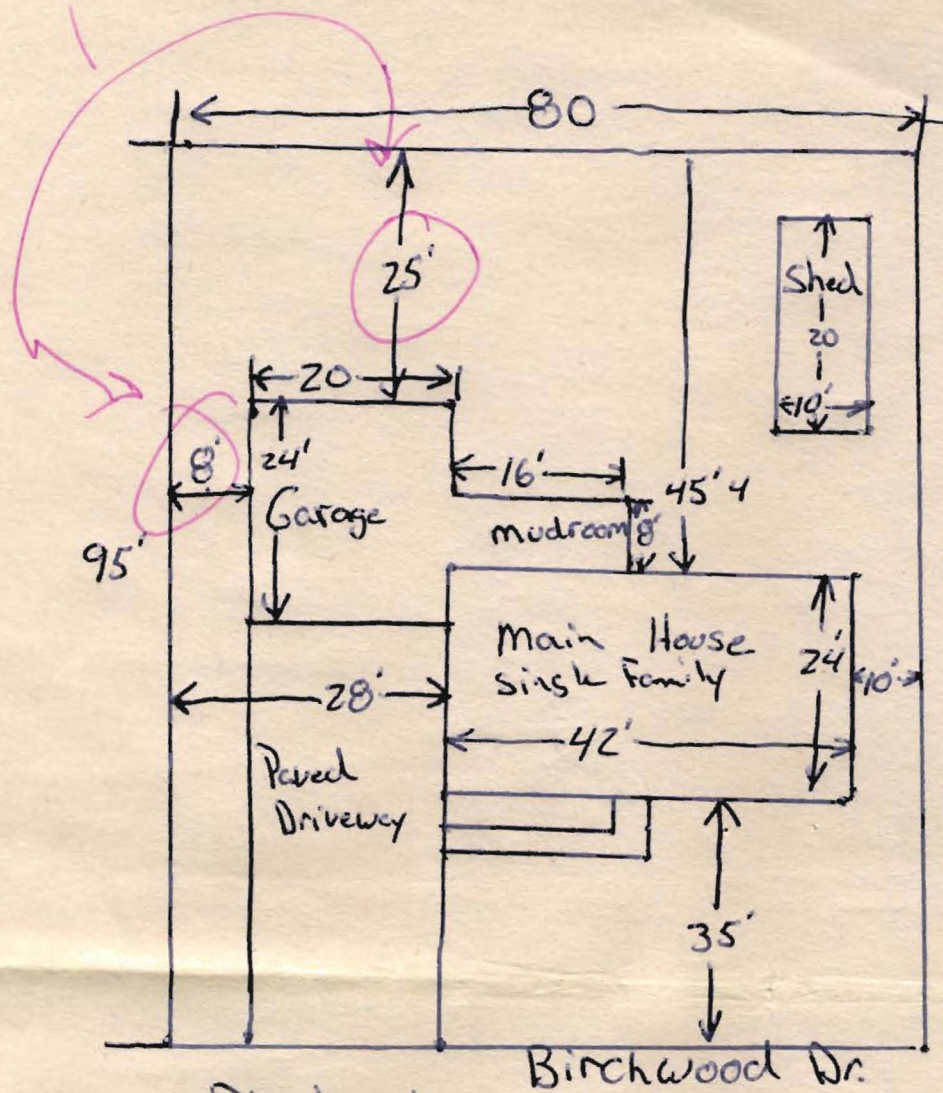 80
25'
Shed
20
10'
20
8'
24'
16'
45' 4
Garage
mudroom 8'
95'
Main House
single Family
24'
10'
28'
42'
Paved
Driveway
35'
Birchwood Dr.